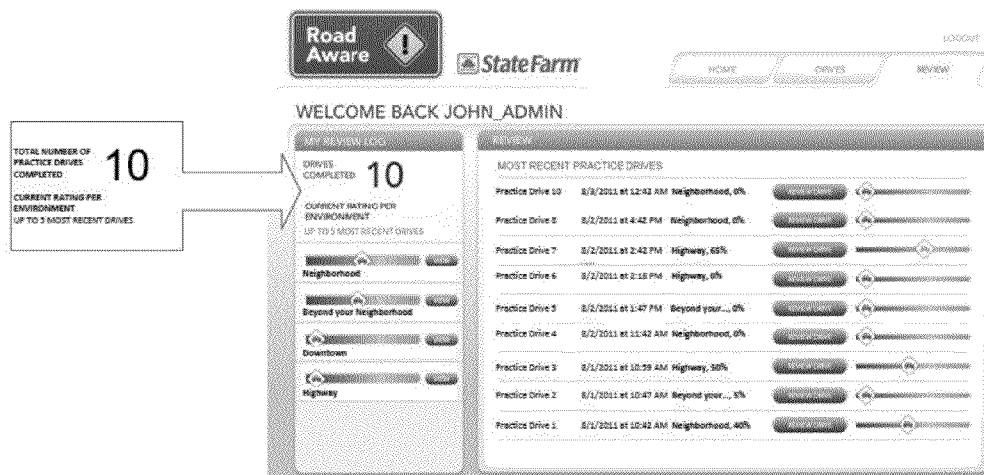 Road Aware
StateFarm
LOGOUT
HOME
DRIVES
REVIEW
WELCOME BACK JOHN_ADMIN
TOTAL NUMBER OF
PRACTICE DRIVES
COMPLETED
10
CURRENT RATING PER
ENVIRONMENT
UP TO 5 MOST RECENT DRIVES
MY REVIEW LOG
DRIVES
COMPLETED
10
CURRENT RATING PER
ENVIRONMENT
UP TO 5 MOST RECENT DRIVES
Neighborhood
Beyond your Neighborhood
Downtown
Highway
REVIEW
MOST RECENT PRACTICE DRIVES
Practice Drive 10 8/3/2011 at 12:42 AM Neighborhood, 0%
Practice Drive 8 8/2/2011 at 4:42 PM Neighborhood, 0%
Practice Drive 7 8/2/2011 at 2:42 PM Highway, 65%
Practice Drive 6 8/2/2011 at 2:18 PM Highway, 0%
Practice Drive 5 8/2/2011 at 1:47 PM Beyond your..., 0%
Practice Drive 4 8/2/2011 at 11:42 AM Neighborhood, 0%
Practice Drive 3 8/1/2011 at 10:59 AM Highway, 50%
Practice Drive 2 8/1/2011 at 10:47 AM Beyond your..., 5%
Practice Drive 1 8/1/2011 at 10:42 AM Neighborhood, 40%